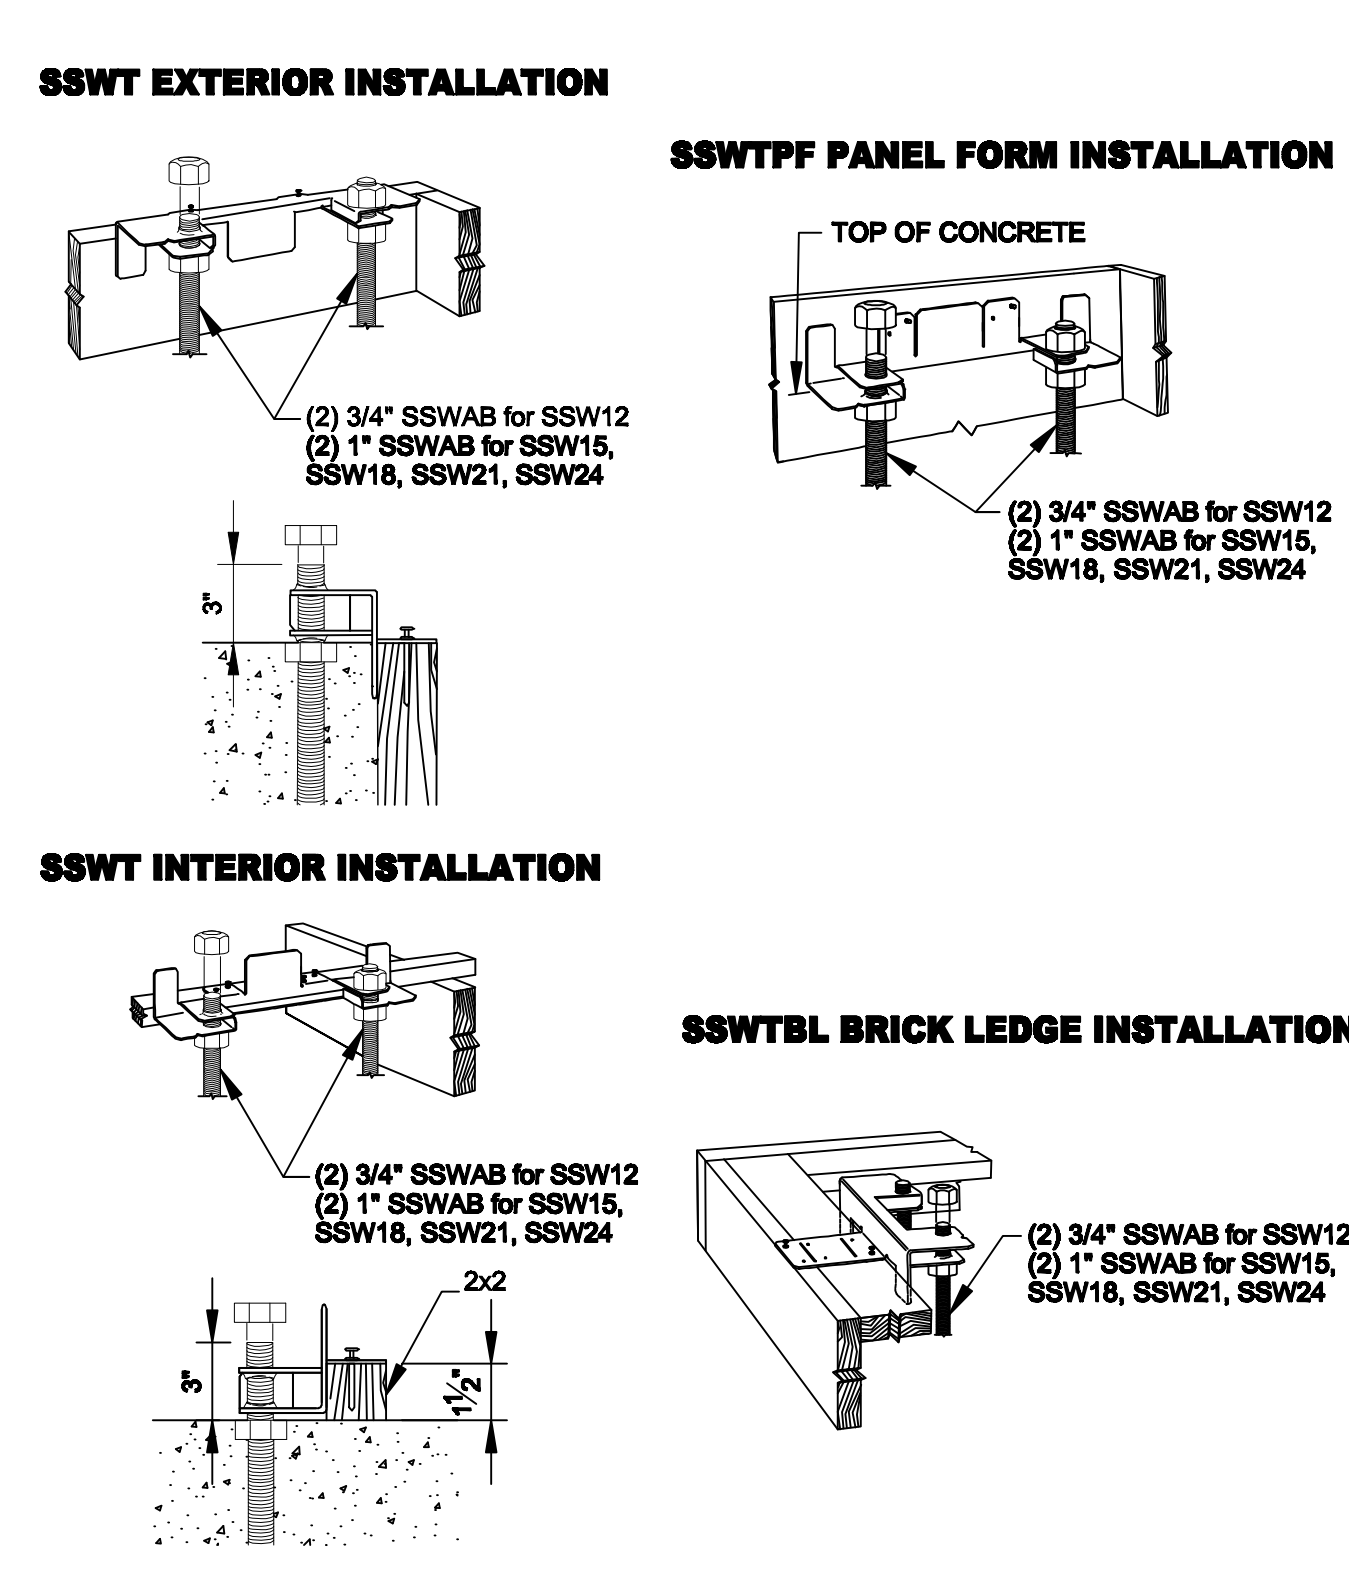 SSWT EXTERIOR INSTALLATION
(2) 3/4" SSWAB for SSW12
(2) 1" SSWAB for SSW15,
SSW18, SSW21, SSW24
3"
SSWTPF PANEL FORM INSTALLATION
TOP OF CONCRETE
(2) 3/4" SSWAB for SSW12
(2) 1" SSWAB for SSW15,
SSW18, SSW21, SSW24
SSWT INTERIOR INSTALLATION
(2) 3/4" SSWAB for SSW12
(2) 1" SSWAB for SSW15,
SSW18, SSW21, SSW24
2x2
3"
1 1/2"
SSWTBL BRICK LEDGE INSTALLATION
(2) 3/4" SSWAB for SSW12
(2) 1" SSWAB for SSW15,
SSW18, SSW21, SSW24